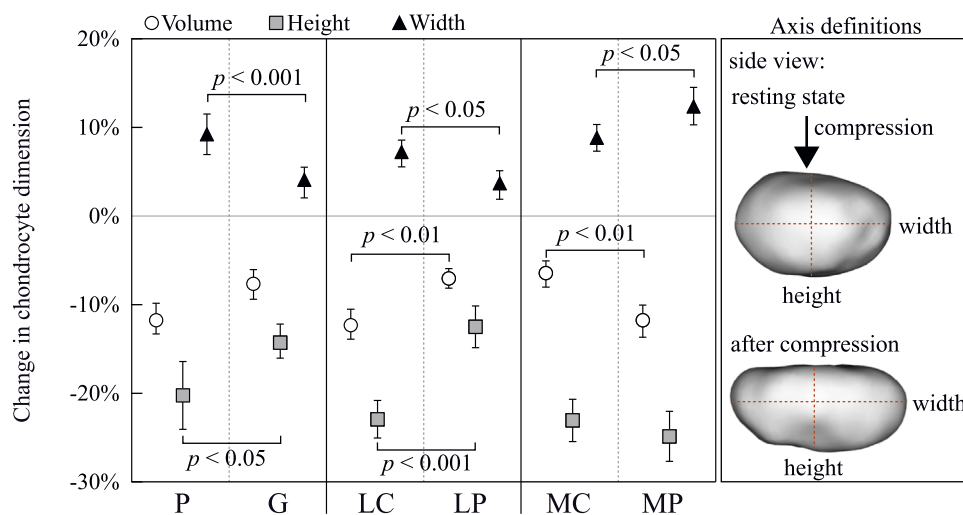 Volume Height Width
Axis definitions
Change in chondrocyte dimension
20%
10%
0%
-10%
-20%
-30%
p < 0.001
p < 0.05
p < 0.05
p < 0.01
p < 0.01
p < 0.05
p < 0.001
P G LC LP MC MP
side view:
resting state
compression
width
height
after compression
width
height